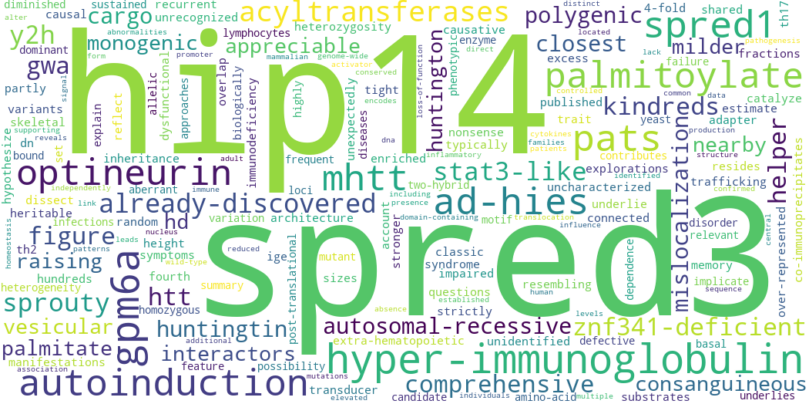 diminished sustained recurrent acyltransferases polygenic distinct shared th17
alter cargo unrecognized 4-fold
y2h causal lymphocytes heterozygosity causative spred1
dominant monogenic abnormalities appreciable enzyme closest milder pathogenesis
gwa form mammalian genome-wide direct located lack failure fractions
partly promoter activator conserved excess palmitoylate
hip14
variants explain reflect allelic dysfunctional approaches overlap biologically immunodeficiency highly tight diseases unexpectedly huntington phenotypic encodes loss-of-function controlled common data catalyze
skeletal signal published kindreds estimate
hypothesize supporting reveals dn bound set adult immune dna cytokines families patients nonsense typically inflammatory pats trait yeast adapter
production structure nearby helper
optineurin inheritance frequent enriched mhtt stat3-like contributes resides trafficking
independently aberrant loci two-hybrid uncharacterized explorations identified
dissect link already-discovered including presence ad-hies underlie patterns disorder mislocalization over-represented co-immunoprecipitates
heritable infections random hd variation architecture account domain-containing motif translocation connected confirmed central relevant
homeostasis figure th2 nucleus height ige reduced stronger influence spred3 memory
raising leads symptoms mutant classic dependence implicate
heterogeneity hundreds gpm6a wild-type fourth post-translational sizes syndrome impaired resembling human questions established strictly levels sequence
sprouty htt homozygous summary absence autosomal-recessive znf341-deficient
vesicular huntingtin feature extra-hematopoietic unidentified defective basal
palmitate interactors possibility hyper-immunoglobulin
manifestations additional transducer comprehensive consanguineous
association autoinduction mutations elevated candidate individuals amino-acid multiple substrates underlies